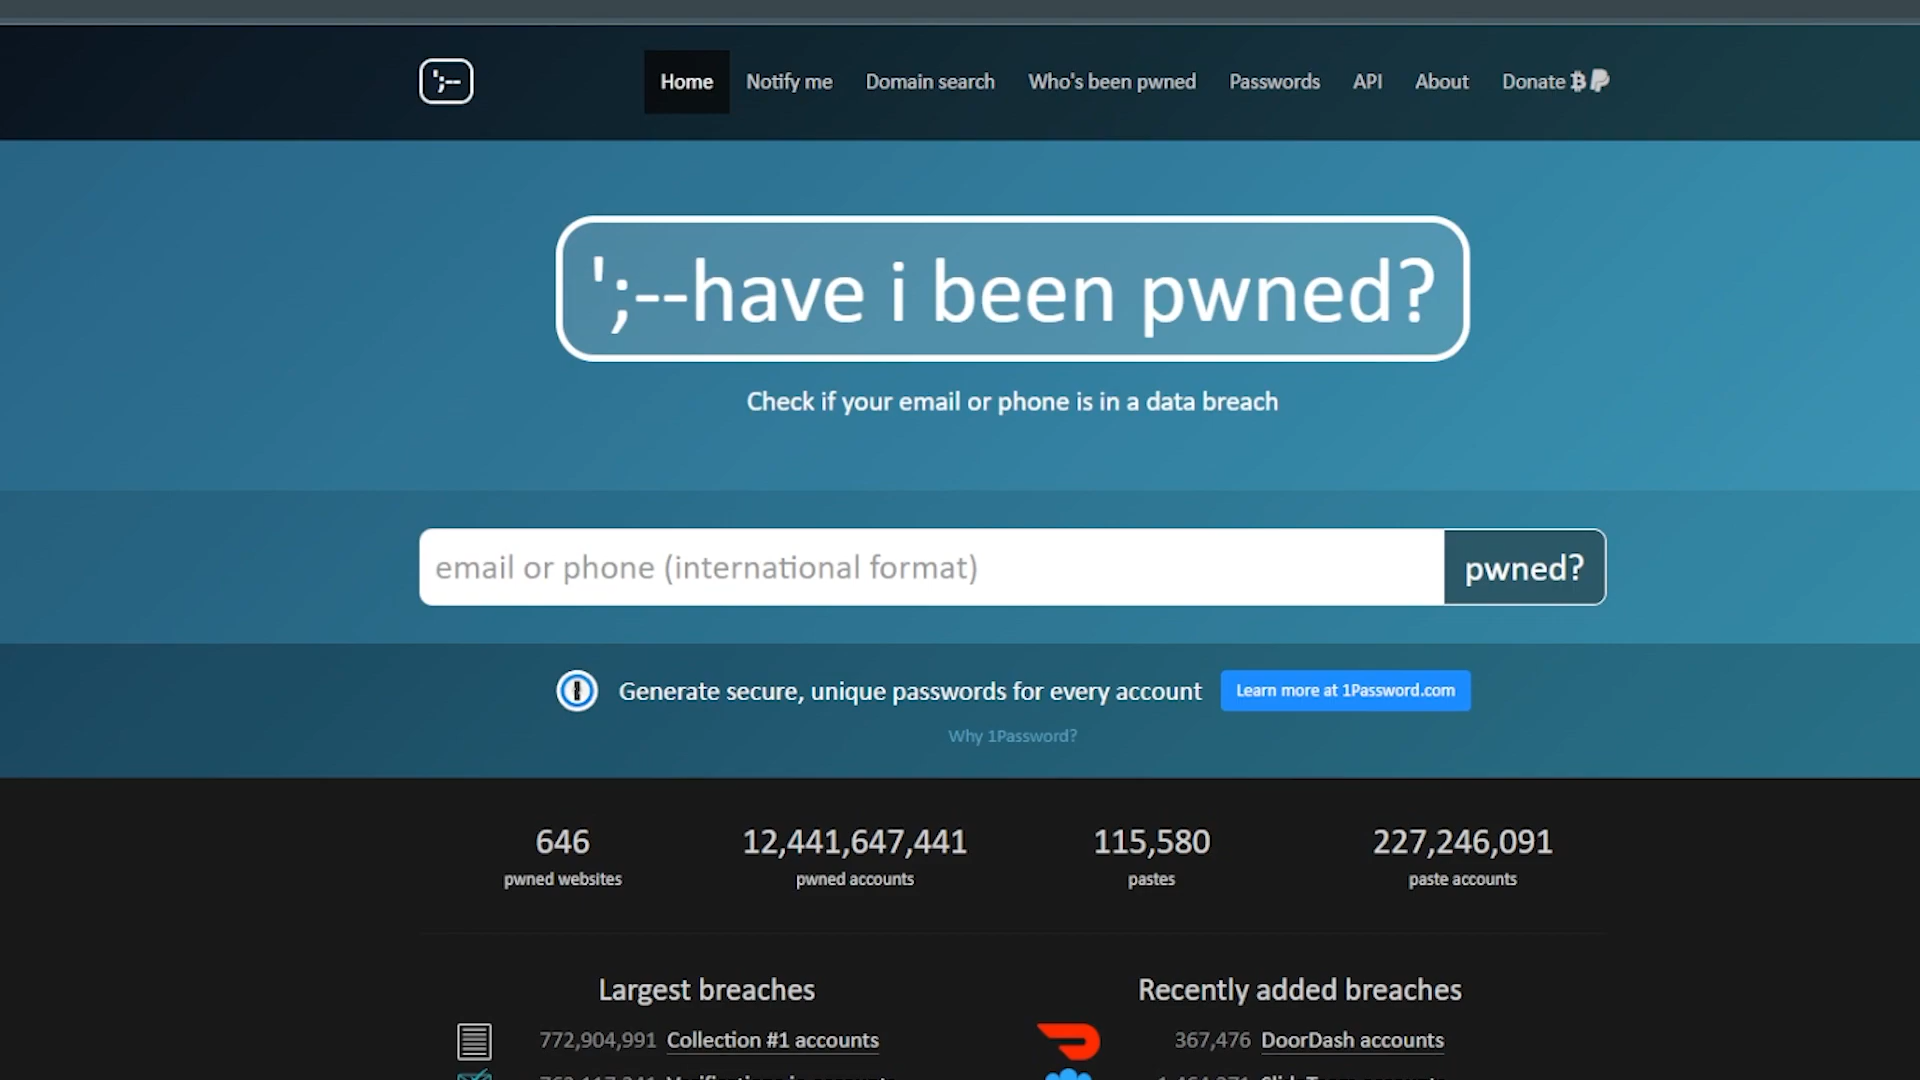 ';--
Home
Notify me
Domain search
Who's been pwned
Passwords
API
About
Donate
';--have i been pwned?
Check if your email or phone is in a data breach
email or phone (international format)
pwned?
Generate secure, unique passwords for every account
Learn more at 1Password.com
Why 1Password?
646
pwned websites
12,441,647,441
pwned accounts
115,580
pastes
227,246,091
paste accounts
Largest breaches
772,904,991 Collection #1 accounts
Recently added breaches
367,476 DoorDash accounts